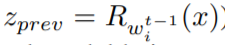 $z_{prev} = R_{w_i^{t-1}}(x))$